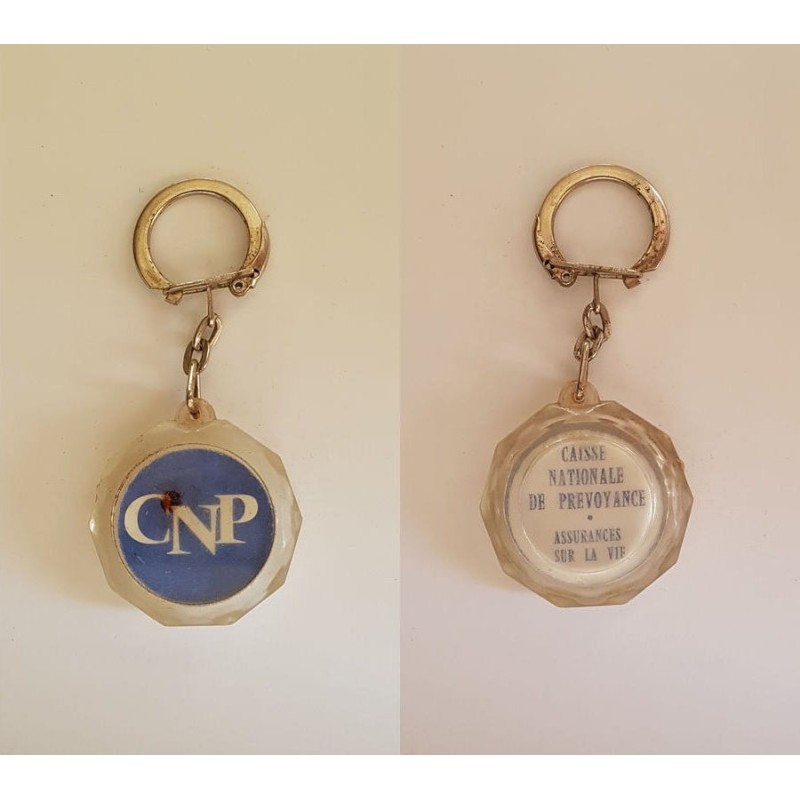 CNP
CAISSE
NATIONALE
DE PREVOYANCE
•
ASSURANCES
SUR LA VIE